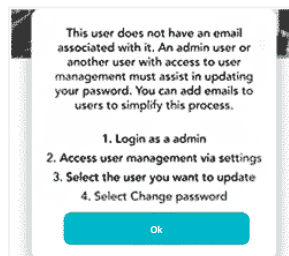 This user does not have an email
associated with it. An admin user or
another user with access to user
management must assist in updating
your password. You can add emails to
users to simplify this process.
1. Login as a admin
2. Access user management via settings
3. Select the user you want to update
4. Select Change password
Ok